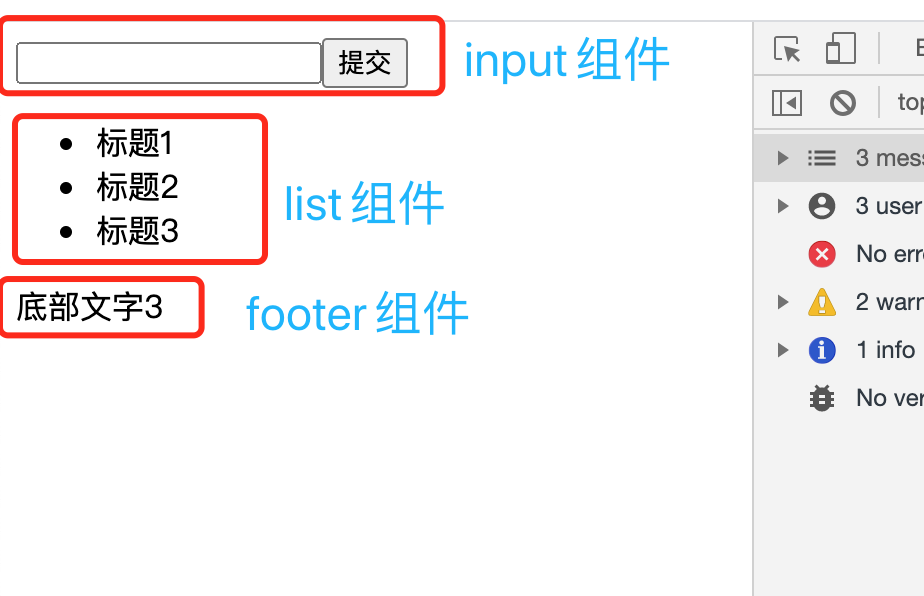 提交
input 组件
标题1
标题2
标题3
list 组件
底部文字3
footer 组件
top
3 mess
3 user
No erro
2 warn
1 info
No ver